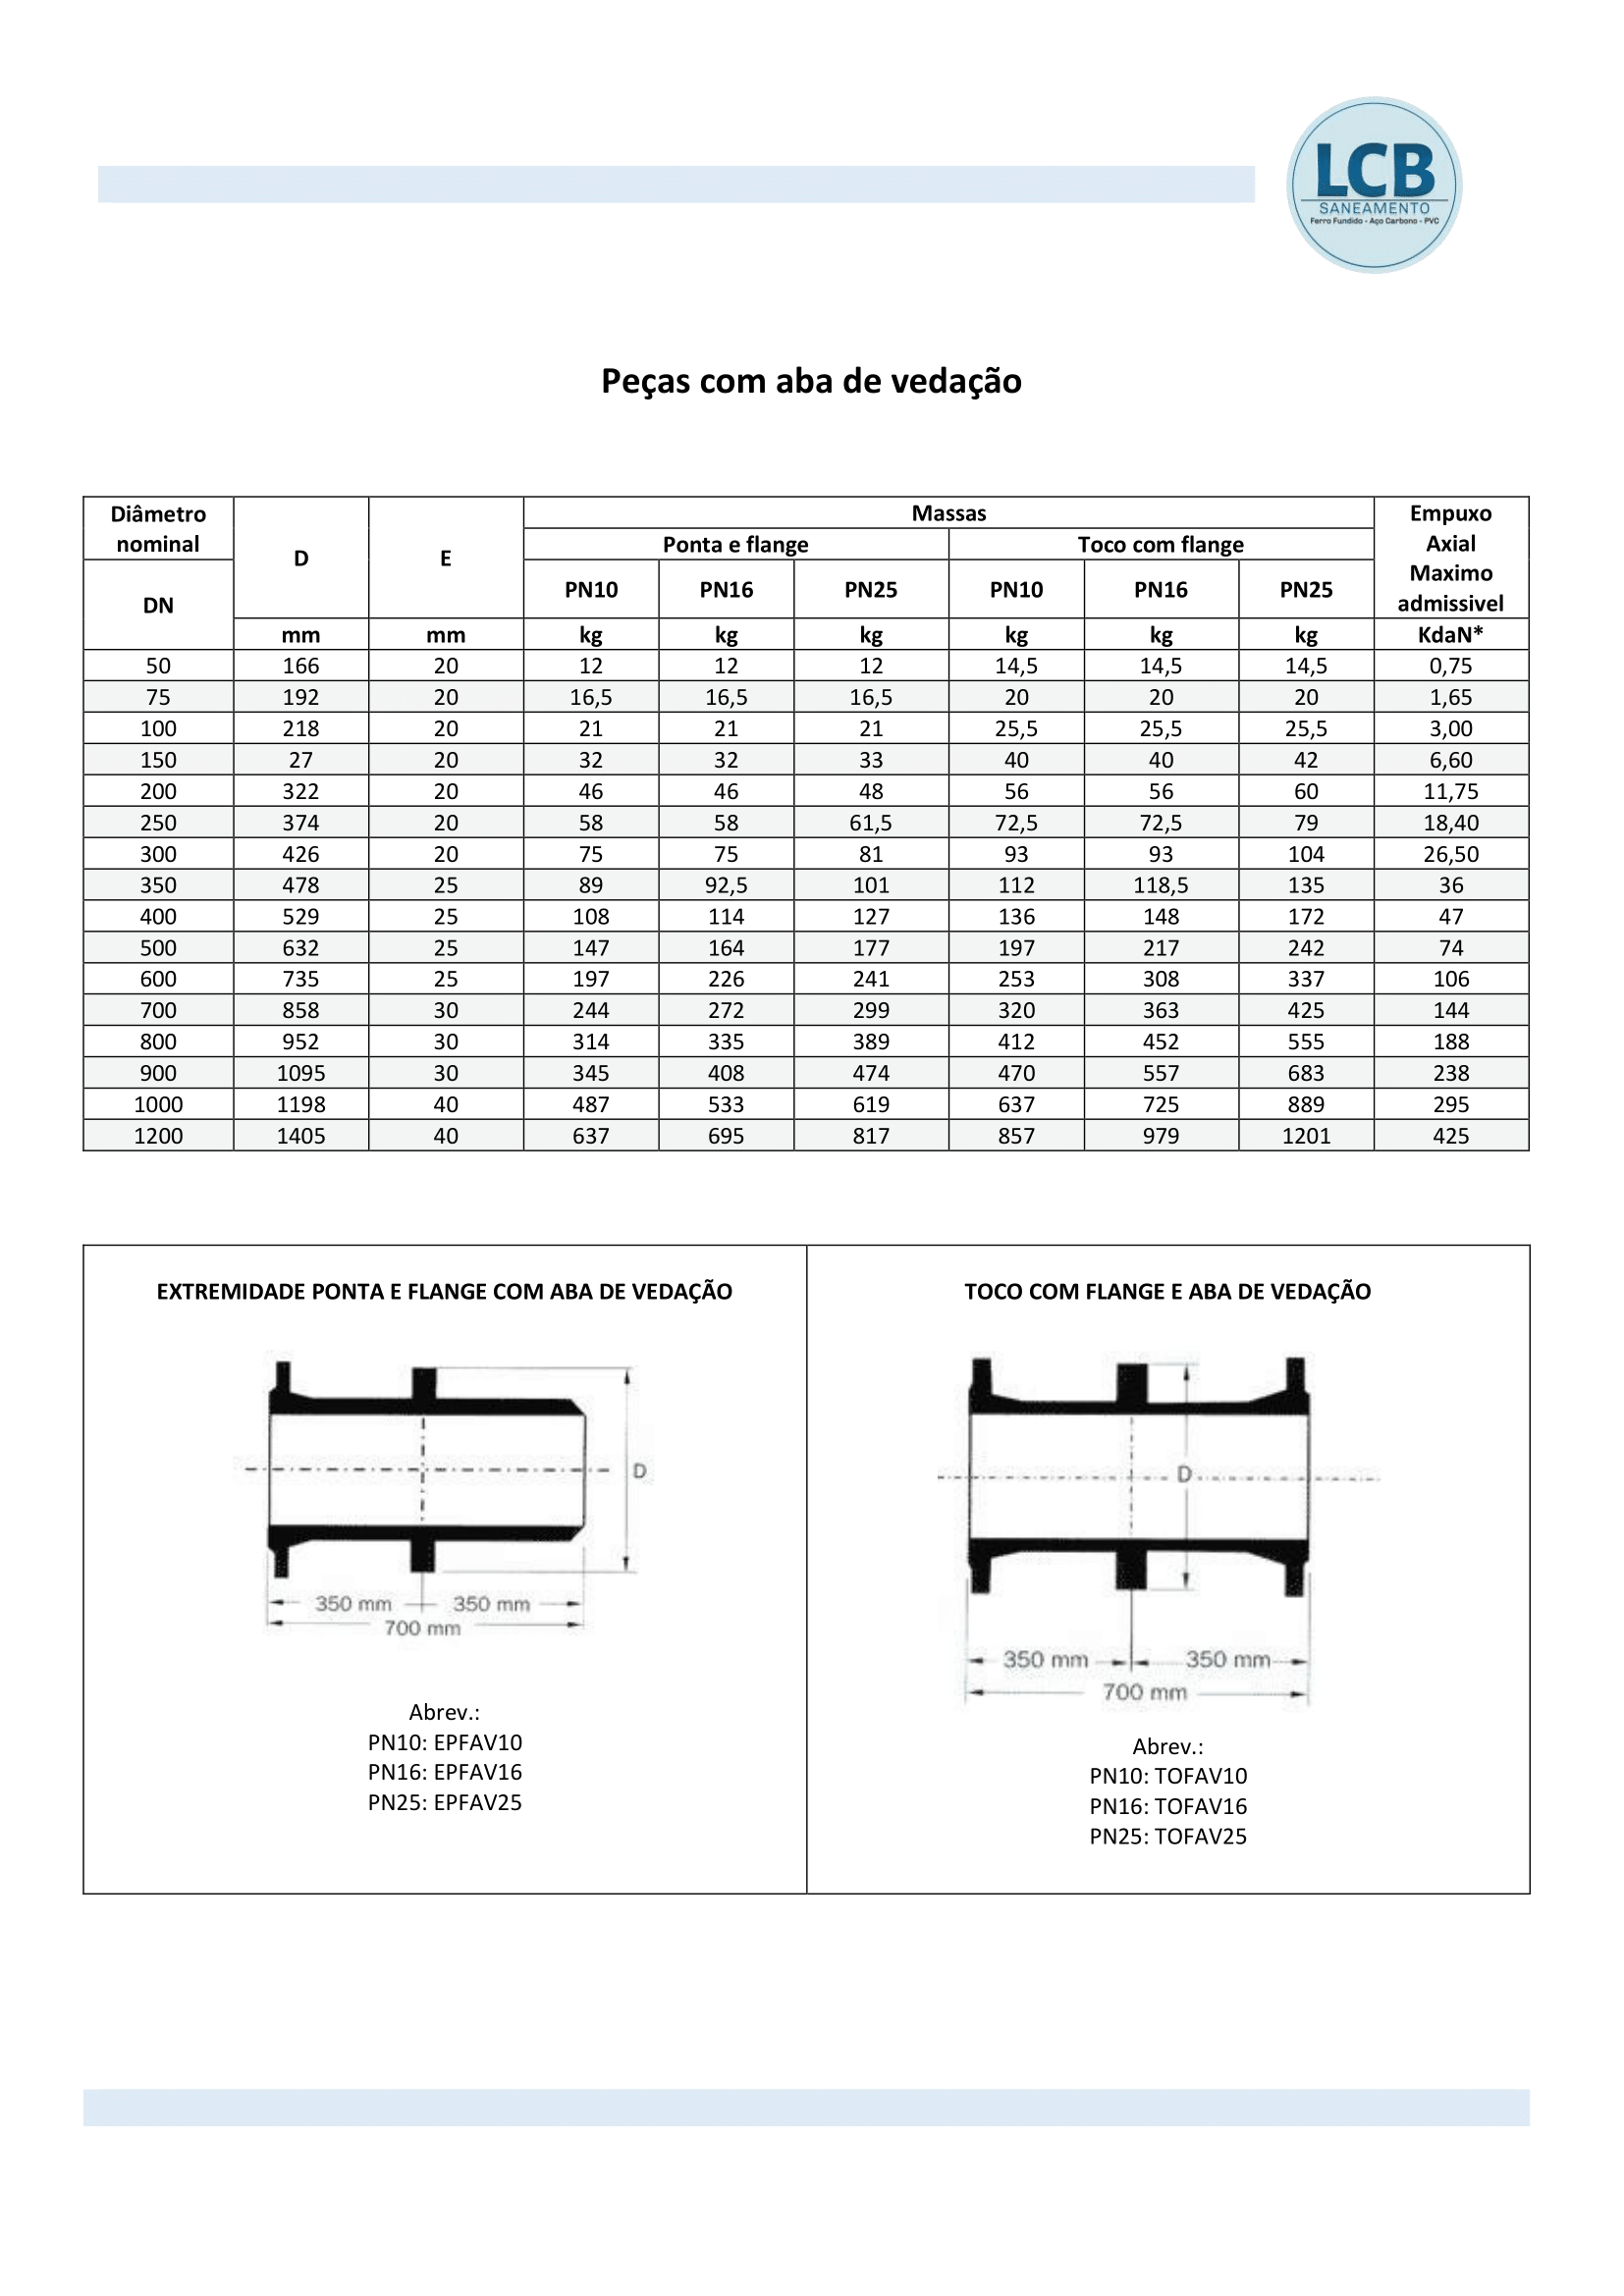 LCB
SANEAMENTO
Ferro Fundido - Aço Carbono - PVC
Peças com aba de vedação
Diâmetro nominal D E Massas Empuxo Axial Maximo admissivel
Ponta e flange Toco com flange
DN PN10 PN16 PN25 PN10 PN16 PN25
mm mm kg kg kg kg kg kg KdaN*
50 166 20 12 12 12 14,5 14,5 14,5 0,75
75 192 20 16,5 16,5 16,5 20 20 20 1,65
100 218 20 21 21 21 25,5 25,5 25,5 3,00
150 27 20 32 32 33 40 40 42 6,60
200 322 20 46 46 48 56 56 60 11,75
250 374 20 58 58 61,5 72,5 72,5 79 18,40
300 426 20 75 75 81 93 93 104 26,50
350 478 25 89 92,5 101 112 118,5 135 36
400 529 25 108 114 127 136 148 172 47
500 632 25 147 164 177 197 217 242 74
600 735 25 197 226 241 253 308 337 106
700 858 30 244 272 299 320 363 425 144
800 952 30 314 335 389 412 452 555 188
900 1095 30 345 408 474 470 557 683 238
1000 1198 40 487 533 619 637 725 889 295
1200 1405 40 637 695 817 857 979 1201 425
EXTREMIDADE PONTA E FLANGE COM ABA DE VEDAÇÃO
D
350 mm 350 mm
700 mm
Abrev.:
PN10: EPFAV10
PN16: EPFAV16
PN25: EPFAV25
TOCO COM FLANGE E ABA DE VEDAÇÃO
D
350 mm 350 mm
700 mm
Abrev.:
PN10: TOFAV10
PN16: TOFAV16
PN25: TOFAV25